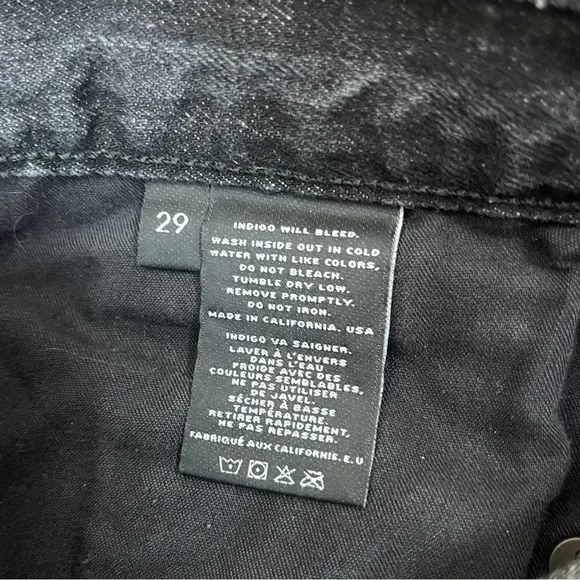 29
INDIGO WILL BLEED.
WASH INSIDE OUT IN COLD
WATER WITH LIKE COLORS,
DO NOT BLEACH.
TUMBLE DRY LOW.
REMOVE PROMPTLY.
DO NOT IRON.
MADE IN CALIFORNIA, USA
INDIGO VA SAIGNER.
LAVER À L'ENVERS
DANS L'EAU
FROIDE AVEC DES
COULEURS SEMBLABLES,
NE PAS UTILISER
DE JAVEL.
SÉCHER À BASSE
TEMPÉRATURE.
RETIRER RAPIDEMENT,
NE PAS REPASSER.
FABRIQUÉ AUX CALIFORNIE.E.U